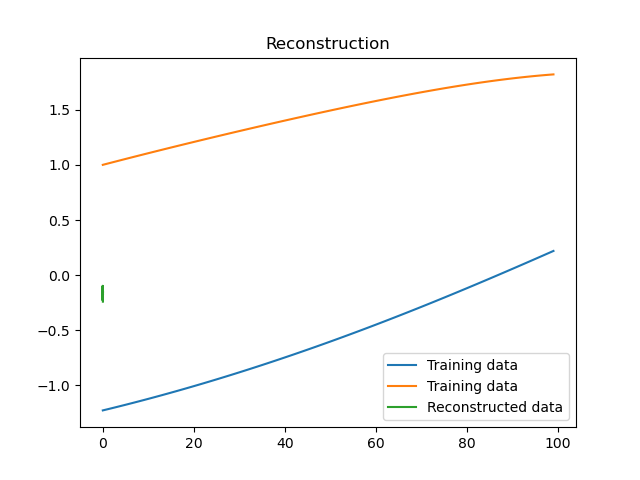 Reconstruction
1.5
1.0
0.5
0.0
−0.5
−1.0
Training data
Training data
Reconstructed data
0 20 40 60 80 100